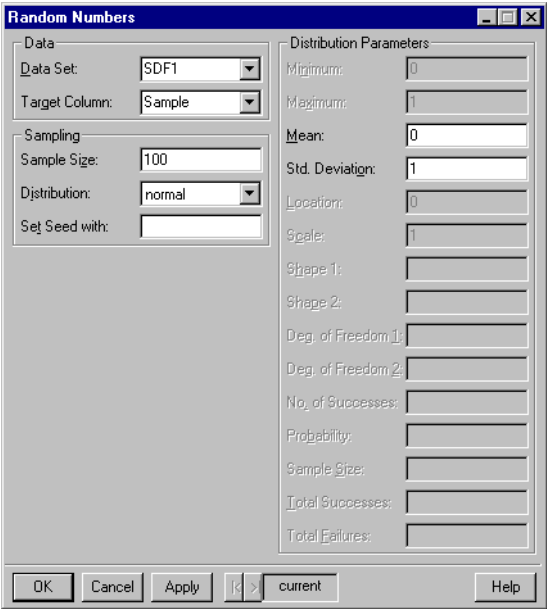 Random Numbers
Data
Data Set: SDF1
Target Column: Sample
Sampling
Sample Size: 100
Distribution: normal
Set Seed with:
Distribution Parameters
Minimum: 0
Maximum: 1
Mean: 0
Std. Deviation: 1
Location: 0
Scale: 1
Shape 1:
Shape 2:
Deg. of Freedom 1:
Deg. of Freedom 2:
No. of Successes:
Probability:
Sample Size:
Total Successes:
Total Failures:
OK Cancel Apply current Help